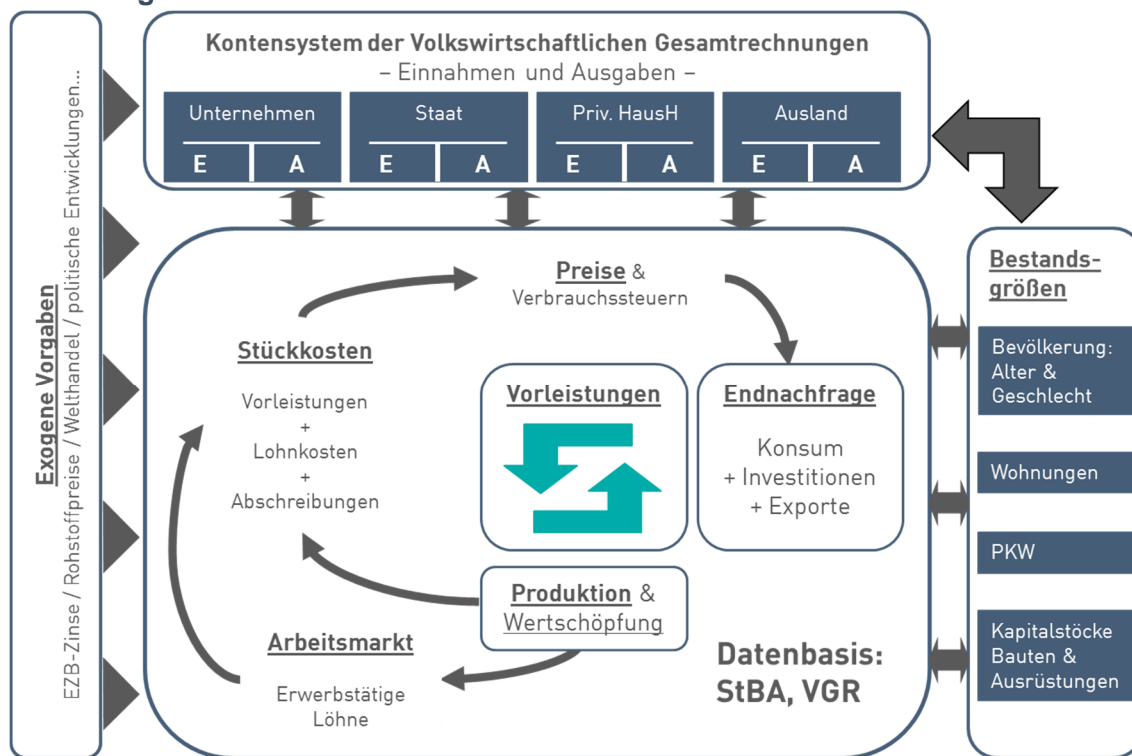 Kontensystem der Volkswirtschaftlichen Gesamtrechnungen
– Einnahmen und Ausgaben –
Unternehmen
E A
Staat
E A
Priv. HausH
E A
Ausland
E A
Exogene Vorgaben
EZB-Zinse / Rohstoffpreise / Welthandel / politische Entwicklungen...
Preise &
Verbrauchssteuern
Stückkosten
Vorleistungen
+
Lohnkosten
+
Abschreibungen
Vorleistungen
Endnachfrage
Konsum
+ Investitionen
+ Exporte
Produktion &
Wertschöpfung
Arbeitsmarkt
Erwerbstätige
Löhne
Datenbasis:
StBA, VGR
Bestands-
größen
Bevölkerung:
Alter &
Geschlecht
Wohnungen
PKW
Kapitalstöcke
Bauten &
Ausrüstungen